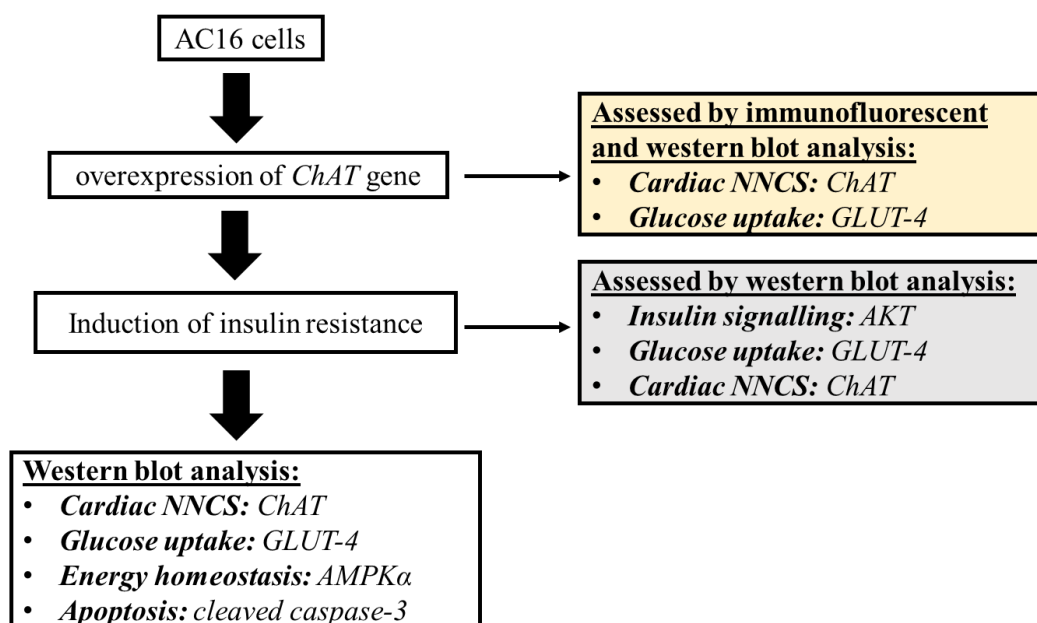 AC16 cells
overexpression of ChAT gene
Assessed by immunofluorescent
and western blot analysis:
• Cardiac NNCS: ChAT
• Glucose uptake: GLUT-4
Induction of insulin resistance
Assessed by western blot analysis:
• Insulin signalling: AKT
• Glucose uptake: GLUT-4
• Cardiac NNCS: ChAT
Western blot analysis:
• Cardiac NNCS: ChAT
• Glucose uptake: GLUT-4
• Energy homeostasis: AMPKα
• Apoptosis: cleaved caspase-3